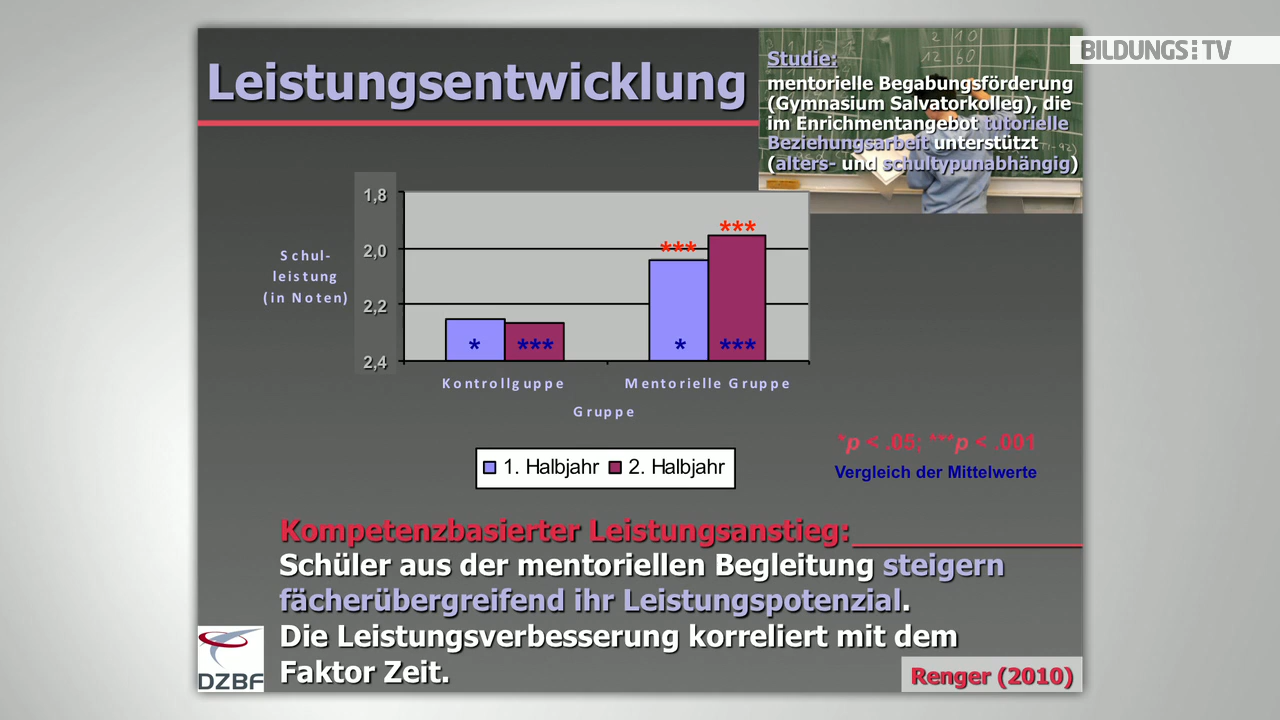 BILDUNGS:TV
Leistungsentwicklung
Studie:
mentorielle Begabungsförderung
(Gymnasium Salvatorkolleg), die
im Enrichmentangebot tutorielle
Beziehungsarbeit unterstützt
(alters- und schultypunabhängig)
1,8
2,0
2,2
2,4
Schul-
leistung
(in Noten)
*** ***
* *** * ***
Kontrollguppe Mentorielle Gruppe
Gruppe
1. Halbjahr 2. Halbjahr
*p < .05; ***p < .001
Vergleich der Mittelwerte
Kompetenzbasierter Leistungsanstieg:
Schüler aus der mentoriellen Begleitung steigern
fächerübergreifend ihr Leistungspotenzial.
Die Leistungsverbesserung korreliert mit dem
Faktor Zeit.
DZBF
Renger (2010)